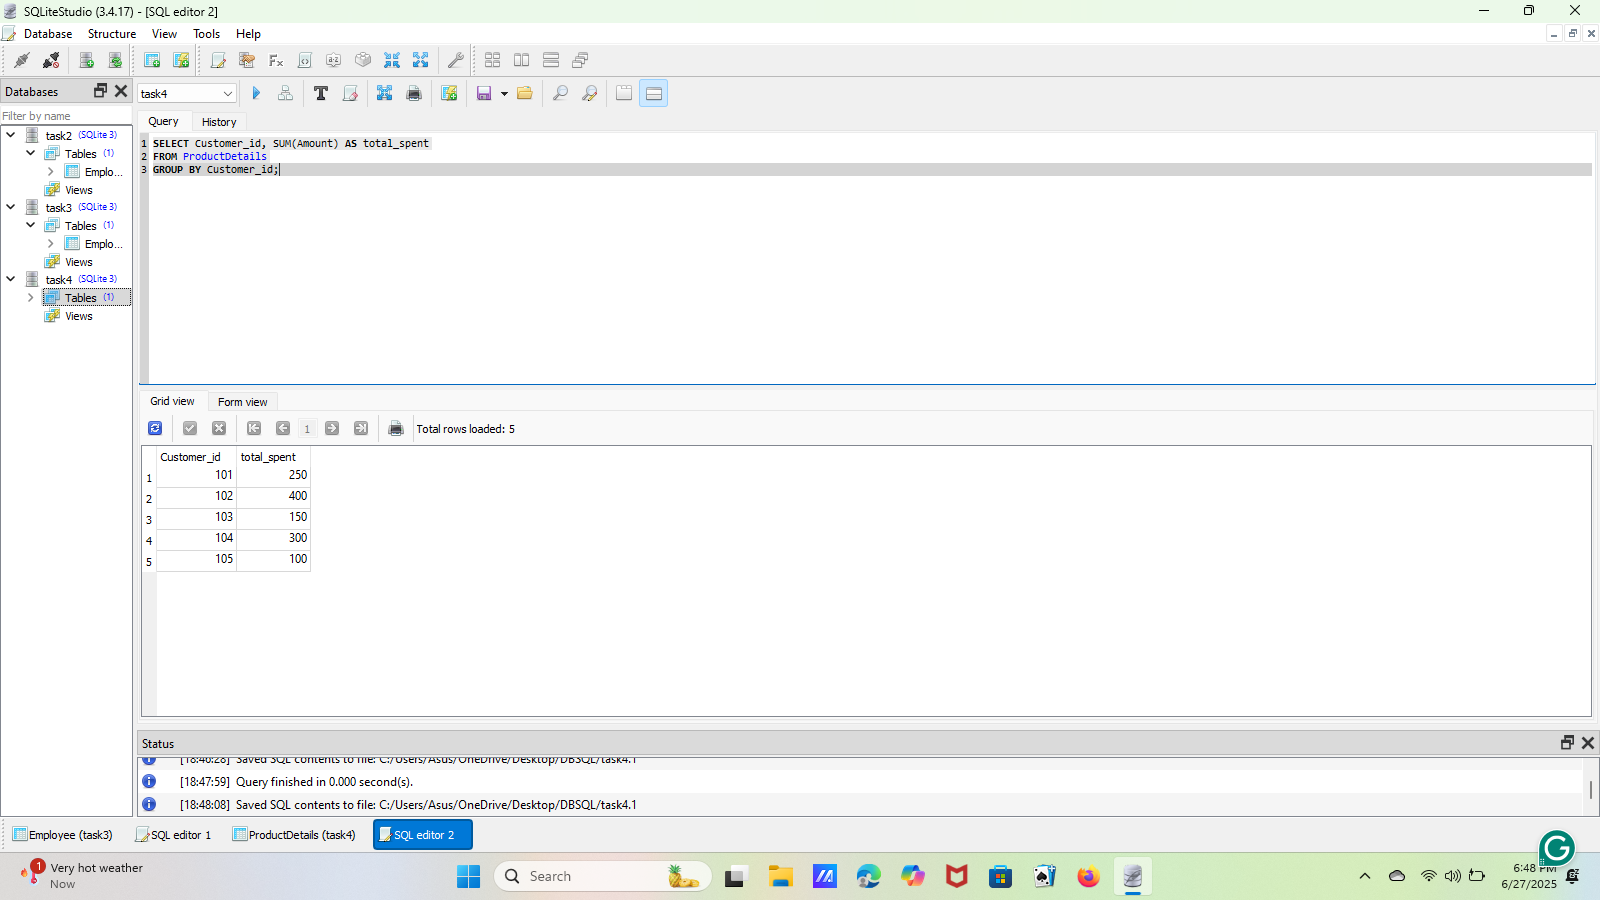 SQLiteStudio (3.4.17) - [SQL editor 2]
Database Structure View Tools Help
Databases
task4
Filter by name
Query History
task2 (SQLite 3)
Tables (1)
Emplo...
Views
task3 (SQLite 3)
Tables (1)
Emplo...
Views
task4 (SQLite 3)
Tables (1)
Views
1 SELECT Customer_id, SUM(Amount) AS total_spent
2 FROM ProductDetails
3 GROUP BY Customer_id;
Grid view Form view
1 Total rows loaded: 5
Customer_id total_spent
1 101 250
2 102 400
3 103 150
4 104 300
5 105 100
Status
[18:46:28] Saved SQL contents to file: C:/Users/Asus/OneDrive/Desktop/DBSQL/task4.1
[18:47:59] Query finished in 0.000 second(s).
[18:48:08] Saved SQL contents to file: C:/Users/Asus/OneDrive/Desktop/DBSQL/task4.1
Employee (task3) SQL editor 1 ProductDetails (task4) SQL editor 2
1 Very hot weather
Now
Search
6:48 PM
6/27/2025